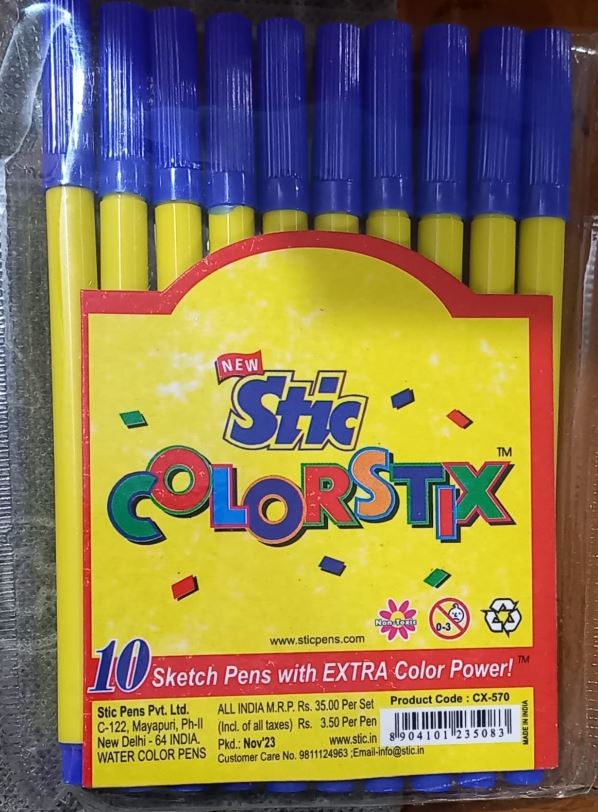 NEW
Stic
COLORSTIX™
Non-Toxic
0-3
www.sticpens.com
10 Sketch Pens with EXTRA Color Power!™
Stic Pens Pvt. Ltd.
C-122, Mayapuri, Ph-II
New Delhi - 64 INDIA.
WATER COLOR PENS
ALL INDIA M.R.P. Rs. 35.00 Per Set
(Incl. of all taxes) Rs. 3.50 Per Pen
Pkd.: Nov'23 www.stic.in
Customer Care No. 9811124963 ;Email-info@stic.in
Product Code : CX-570
8 904101 235083
MADE IN INDIA